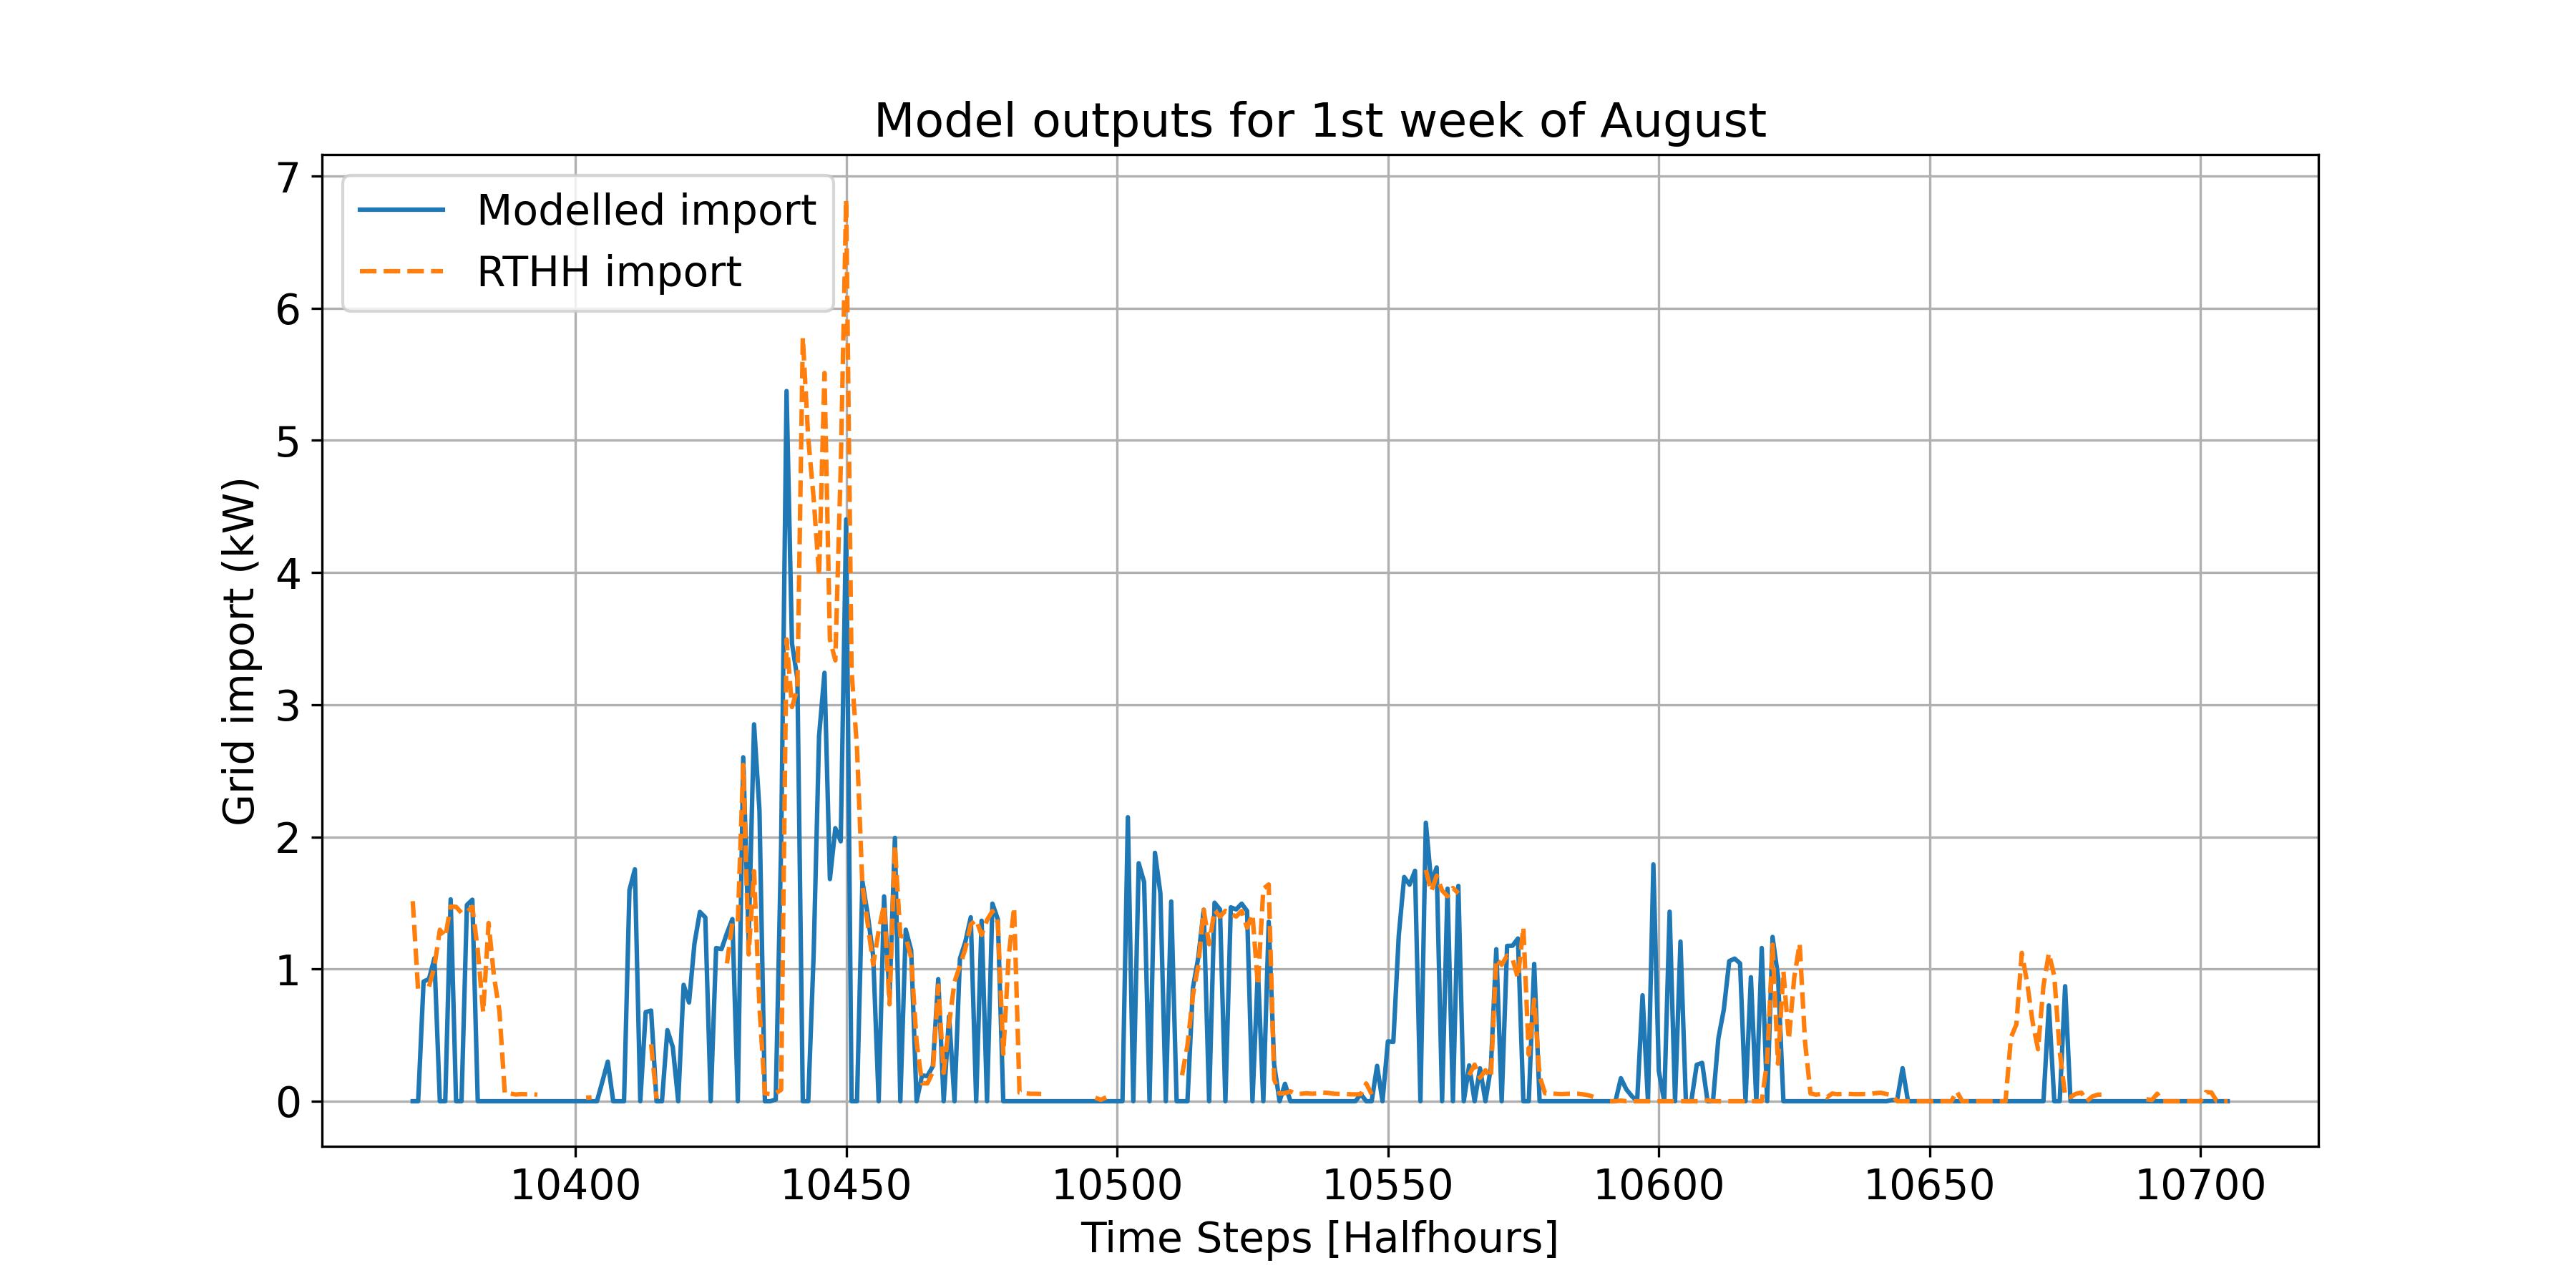 Model outputs for 1st week of August
Modelled import
RTHH import
Grid import (kW)
7
6
5
4
3
2
1
0
10400 10450 10500 10550 10600 10650 10700
Time Steps [Halfhours]